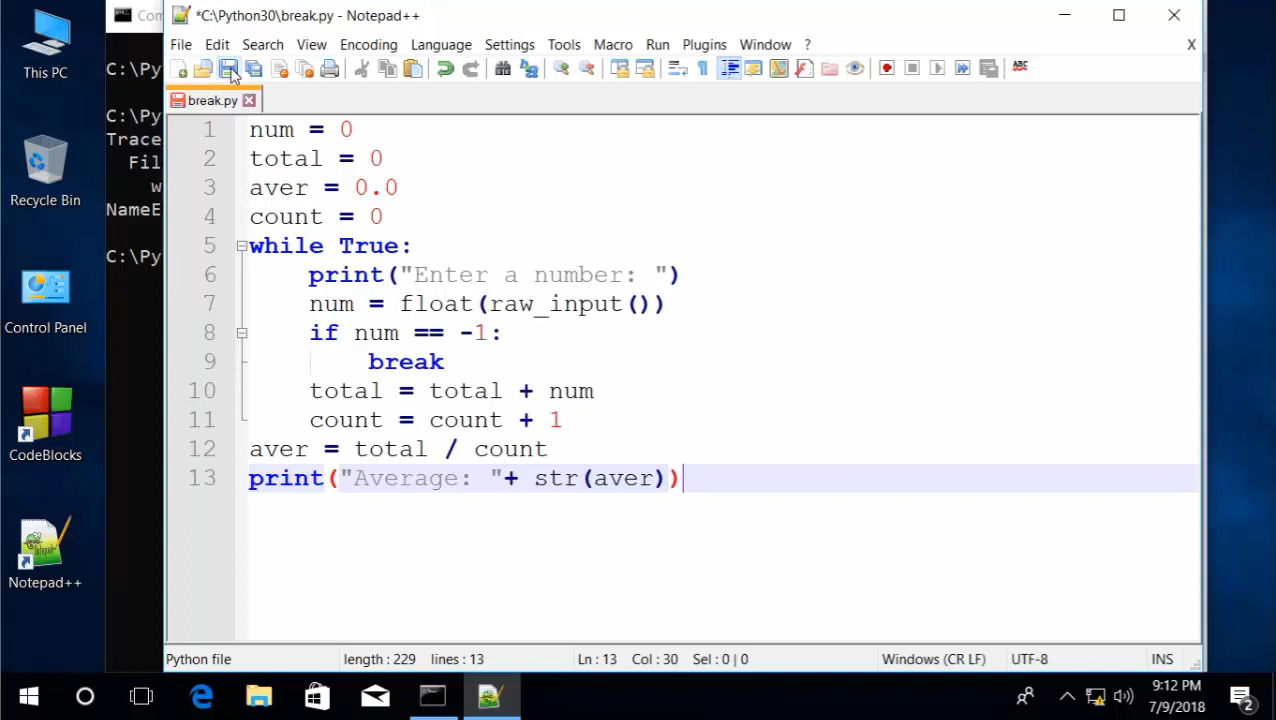 This PC
Recycle Bin
Control Panel
CodeBlocks
Notepad++
Com
C:\Py
C:\Py
Trace
Fil
w
NameE
C:\Py
*C:\Python30\break.py - Notepad++
File Edit Search View Encoding Language Settings Tools Macro Run Plugins Window ? X
ABC
break.py
1 num = 0
2 total = 0
3 aver = 0.0
4 count = 0
5 while True:
6 print("Enter a number: ")
7 num = float(raw_input())
8 if num == -1:
9 break
10 total = total + num
11 count = count + 1
12 aver = total / count
13 print("Average: "+ str(aver))
Python file length : 229 lines : 13 Ln : 13 Col : 30 Sel : 0 | 0 Windows (CR LF) UTF-8 INS
9:12 PM
7/9/2018
2